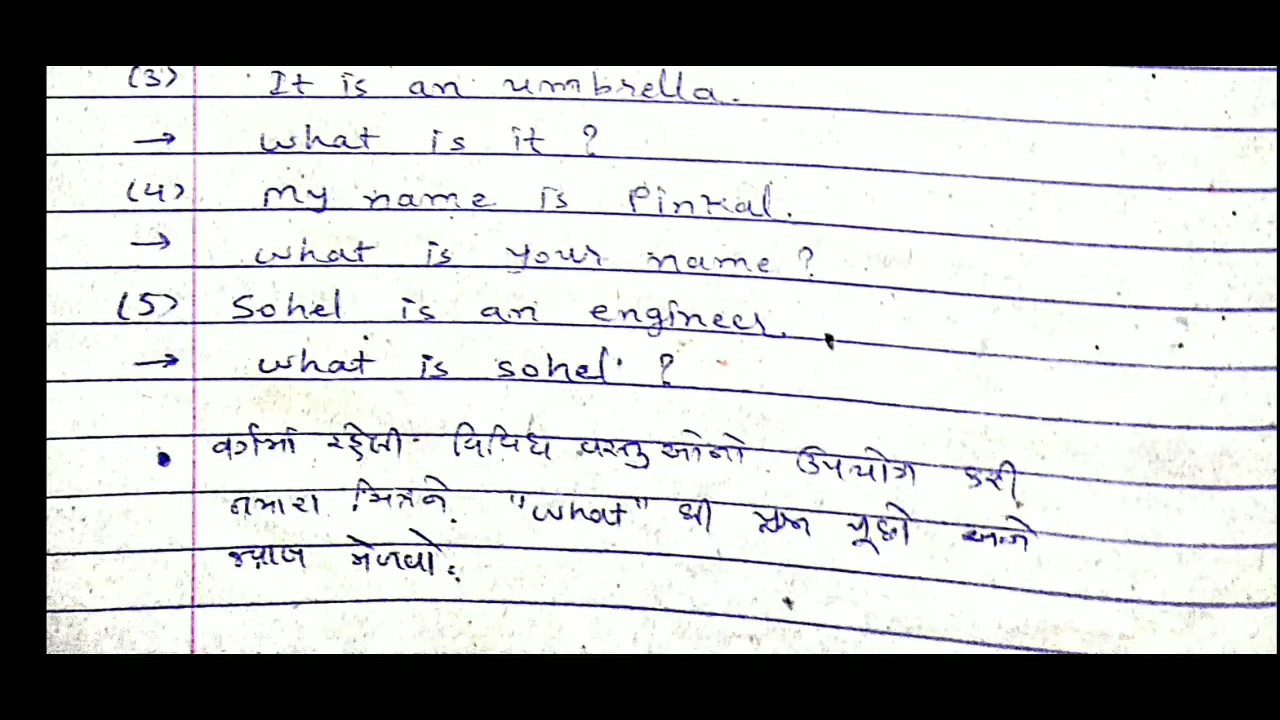 (3) It is an umbrella.
→ what is it ?
(4) my name is Pinkal.
→ what is your name ?
(5) Sohel is an engineer.
→ what is sohel ?
• વર્ગમાં રહેલી વિવિધ વસ્તુઓનો ઉપયોગ કરી
તમારા મિત્રને "what" થી પ્રશ્ન પૂછો અને
જવાબ મેળવો: